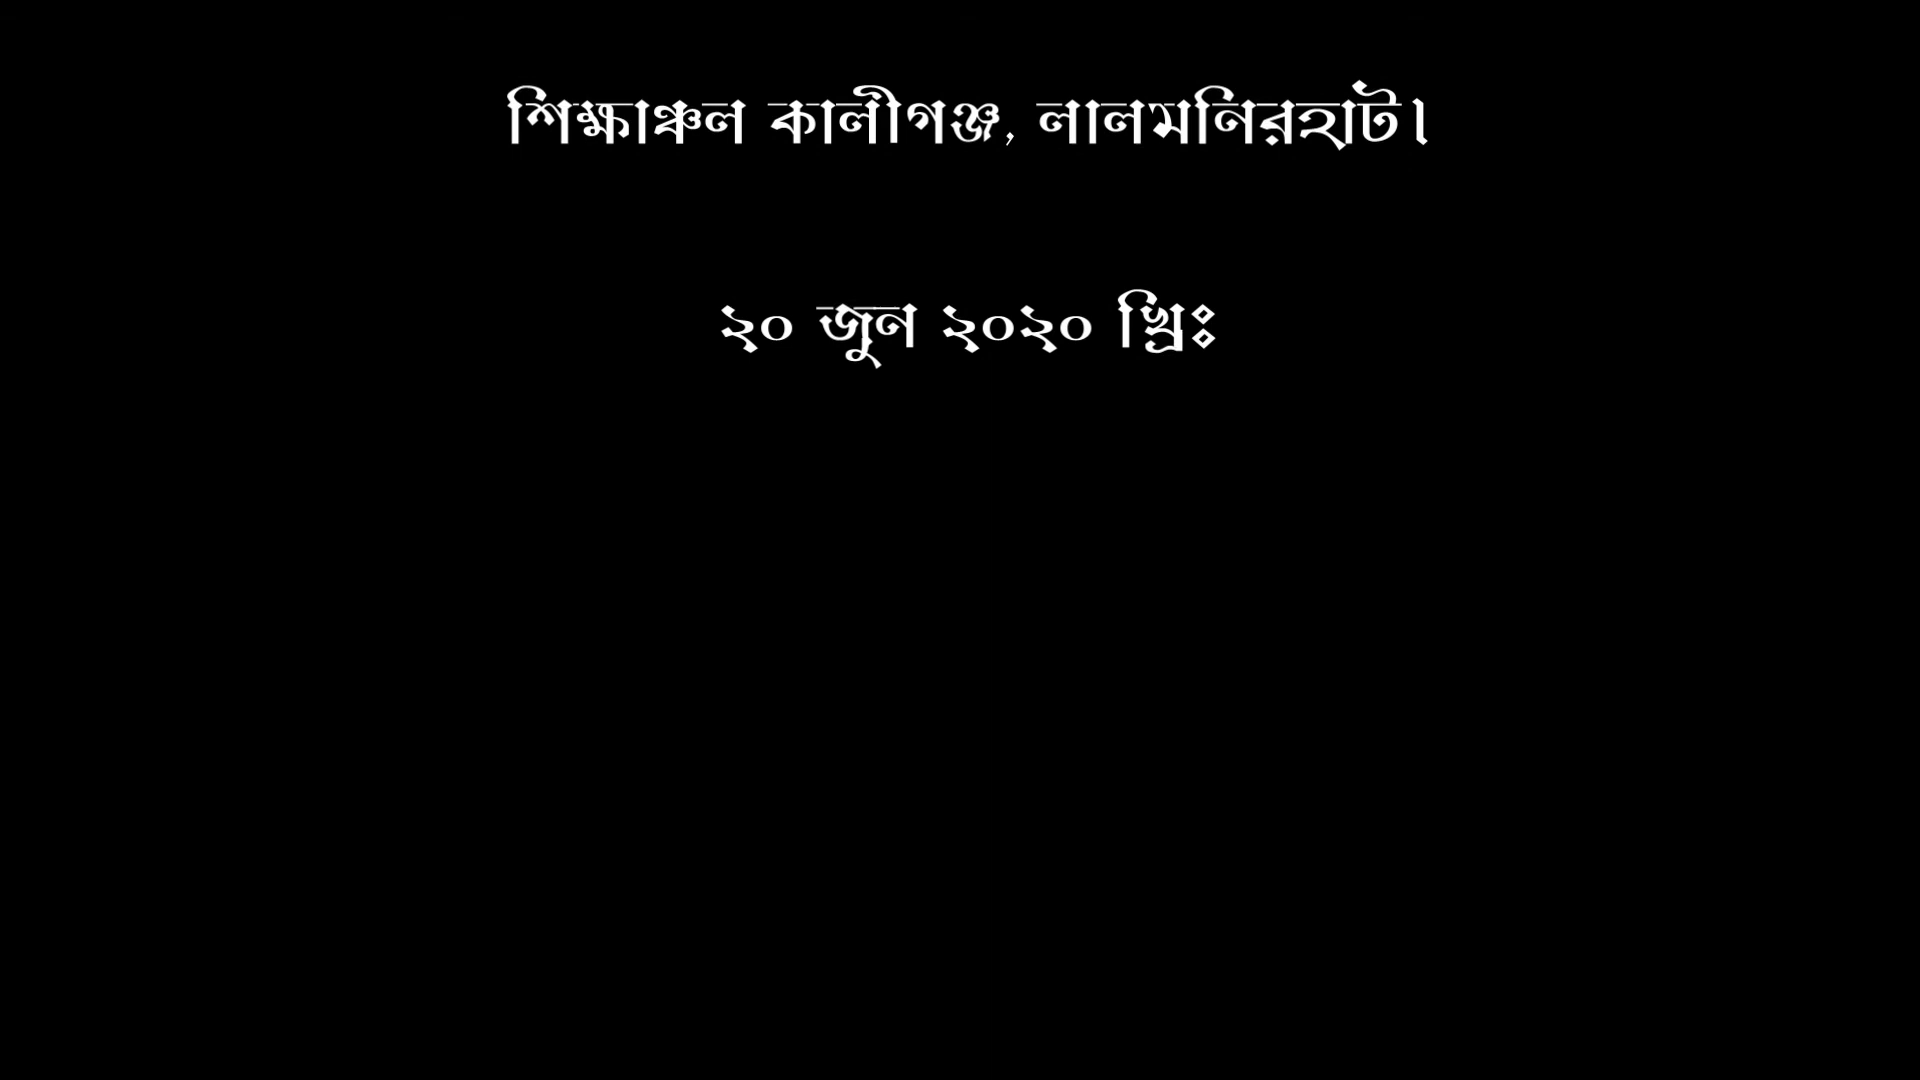 শিক্ষাঞ্চল কালীগঞ্জ, লালমনিরহাট।
২০ জুন ২০২০ খ্রিঃ